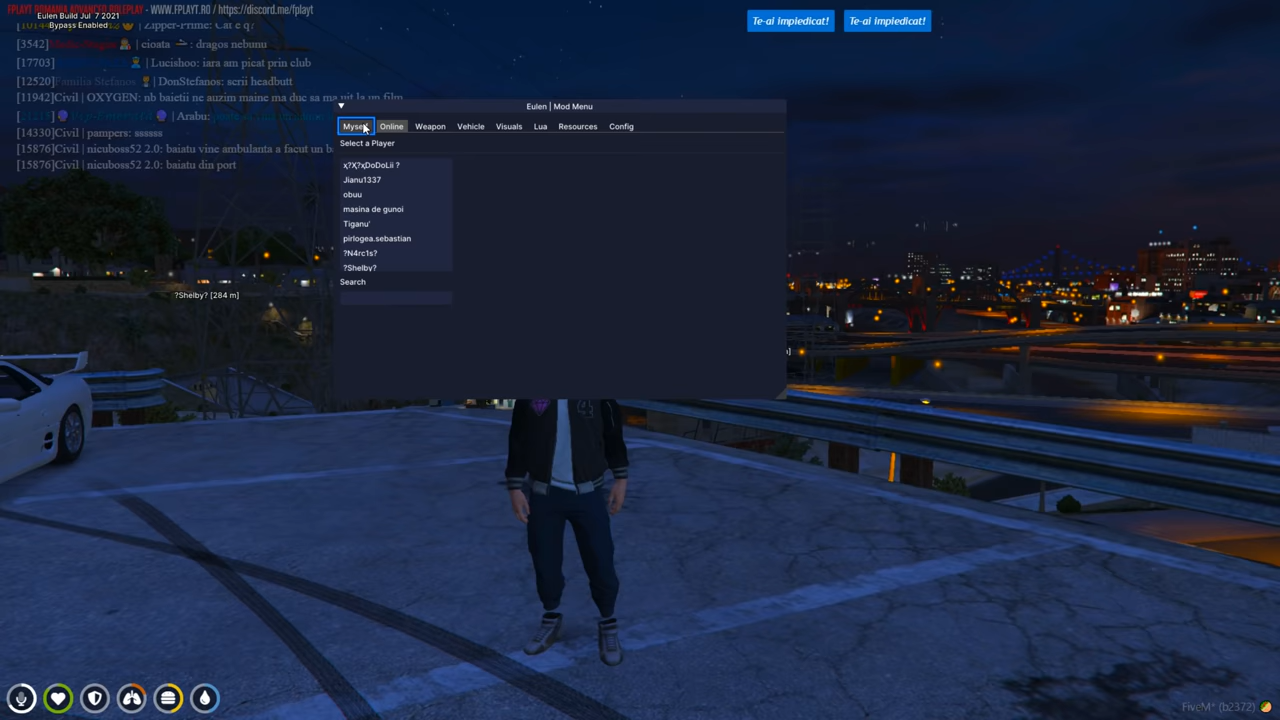 FPLAYT ROMANIA ADVANCED ROLEPLAY - WWW.FPLAYT.RO / https://discord.me/fplayt
Eulen Build Jul 7 2021
Bypass Enabled
| Zipper-Prime: Cat e q?
[3542] | cioata : dragos nebunu
[17703] | Lucishoo: iara am picat prin club
[12520]Familia Stefanos | DonStefanos: scrii headbutt
[11942]Civil | OXYGEN: nb baietii ne auzim maine ma duc sa ma uit la un film
| Arabu:
[14330]Civil | pampers: ssssss
[15876]Civil | nicuboss52 2.0: baiatu vine ambulanta a facut un b
[15876]Civil | nicuboss52 2.0: baiatu din port
Te-ai impiedicat!
Te-ai impiedicat!
Eulen | Mod Menu
Myself Online Weapon Vehicle Visuals Lua Resources Config
Select a Player
ҳ?Ҳ?ҳDoDoLii ?
Jianu1337
obuu
masina de gunoi
Tiganu'
pirlogea.sebastian
?N4rc1s?
?Shelby?
Search
?Shelby? [284 m]
FiveM* (b2372)